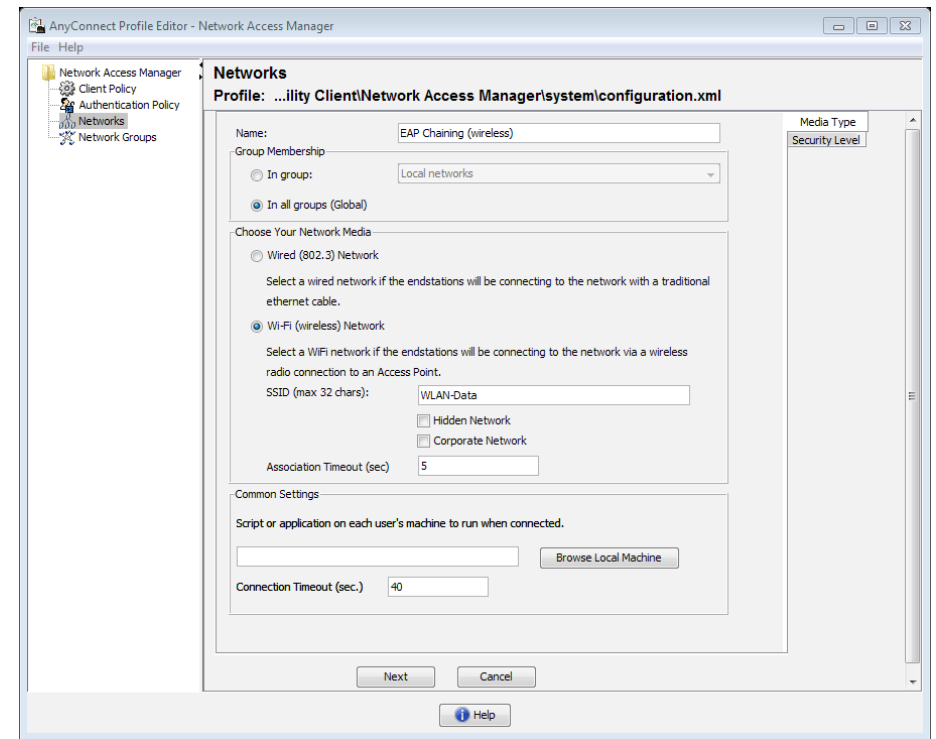 AnyConnect Profile Editor - Network Access Manager
File Help
Network Access Manager
Client Policy
Authentication Policy
Networks
Network Groups
Networks
Profile: ...ility Client\Network Access Manager\system\configuration.xml
Media Type
Security Level
Name: EAP Chaining (wireless)
Group Membership
In group: Local networks
In all groups (Global)
Choose Your Network Media
Wired (802.3) Network
Select a wired network if the endstations will be connecting to the network with a traditional
ethernet cable.
Wi-Fi (wireless) Network
Select a WiFi network if the endstations will be connecting to the network via a wireless
radio connection to an Access Point.
SSID (max 32 chars): WLAN-Data
Hidden Network
Corporate Network
Association Timeout (sec) 5
Common Settings
Script or application on each user's machine to run when connected.
Browse Local Machine
Connection Timeout (sec.) 40
Next Cancel
Help